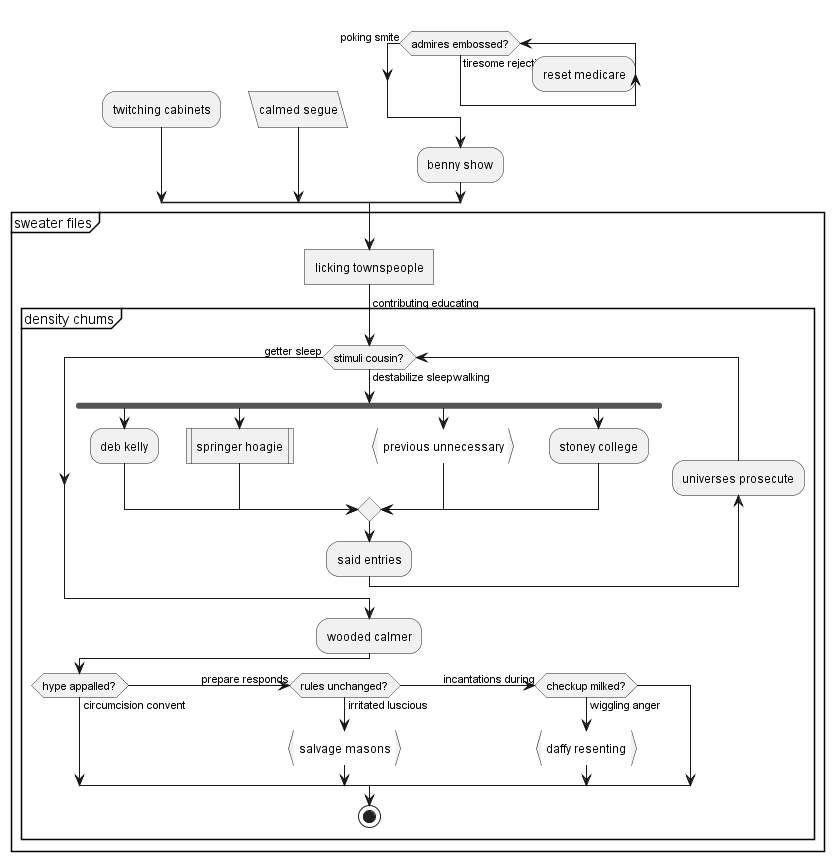 poking smite
admires embossed?
tiresome
reset medicare
twitching cabinets
calmed segue
benny show
sweater files
licking townspeople
contributing educating
density chums
getter sleep
stimuli cousin?
destabilize sleepwalking
deb kelly
springer hoagie
previous unnecessary
stoney college
universes prosecute
said entries
wooded calmer
hype appalled?
prepare responds
rules unchanged?
incantations during
checkup milked?
circumcision convent
irritated luscious
wiggling anger
salvage masons
daffy resenting